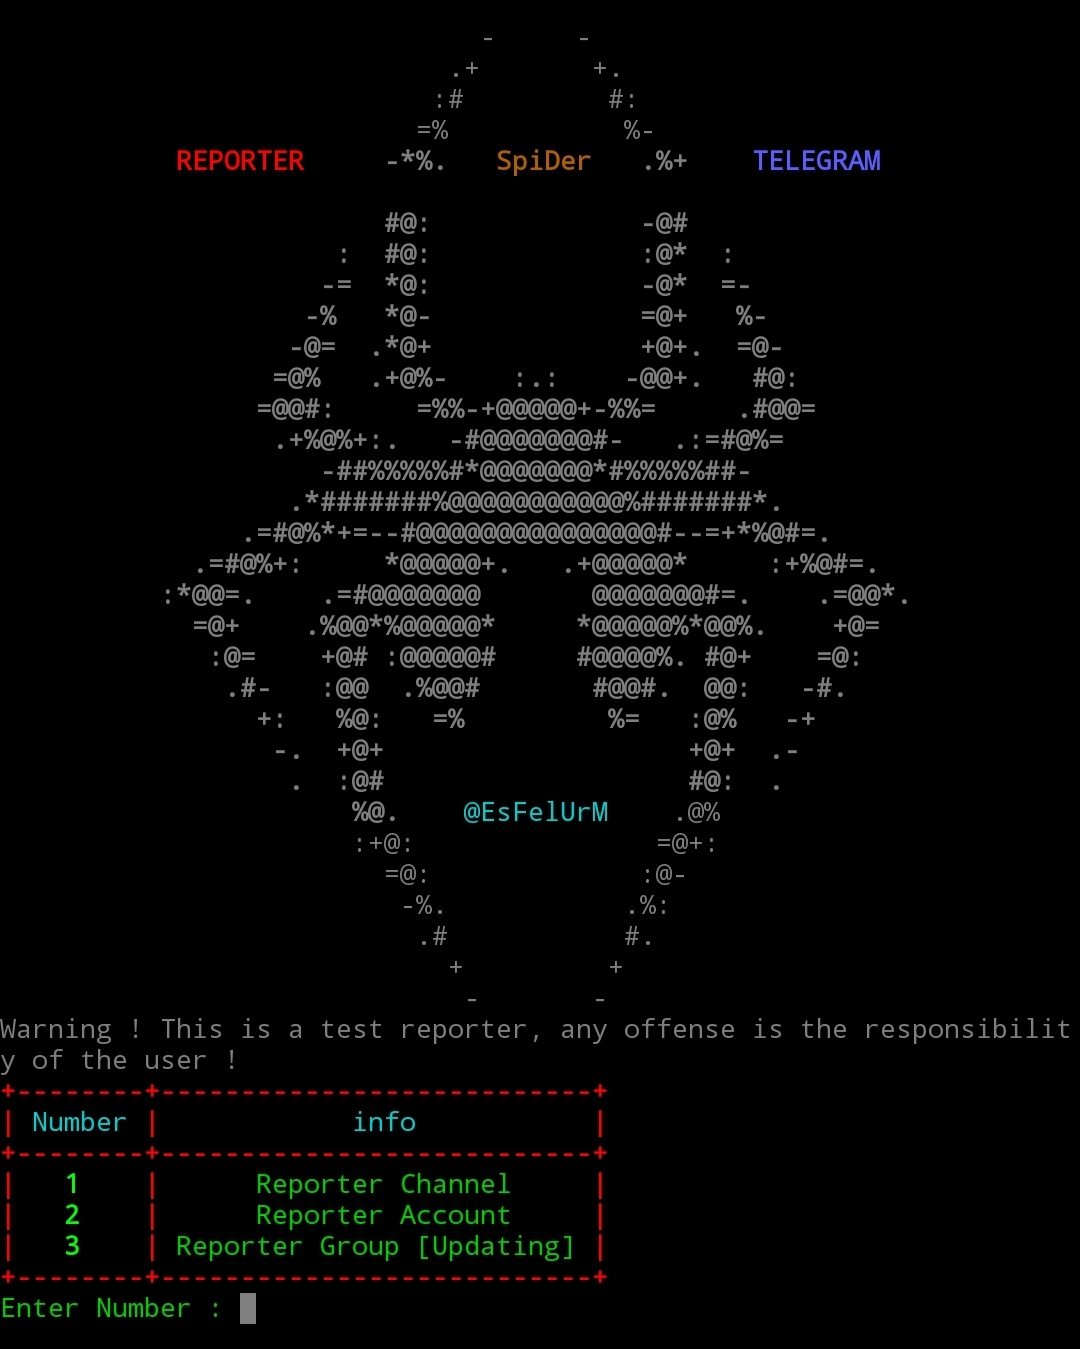 REPORTER SpiDer TELEGRAM
@EsFelUrM
Warning ! This is a test reporter, any offense is the responsibilit
y of the user !
Number | info
1 | Reporter Channel
2 | Reporter Account
3 | Reporter Group [Updating]
Enter Number :